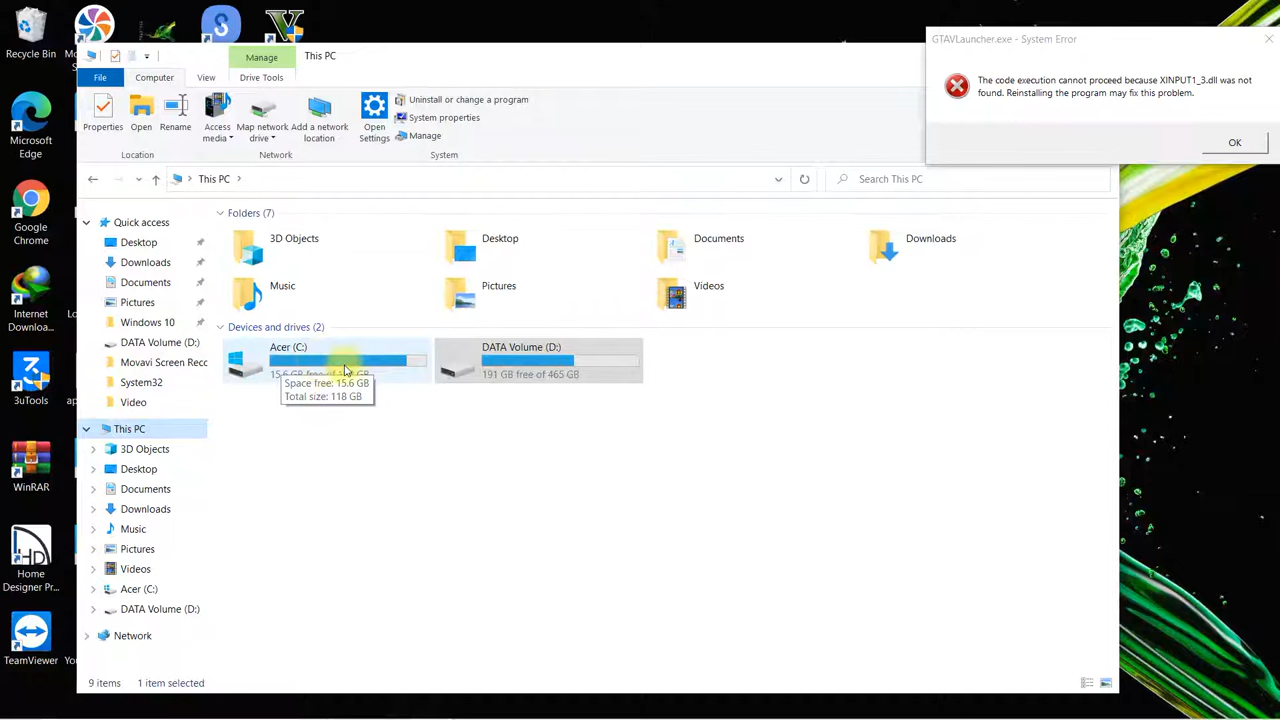 Recycle Bin
GTAVLauncher.exe - System Error
The code execution cannot proceed because XINPUT1_3.dll was not
found. Reinstalling the program may fix this problem.
OK
Manage
This PC
File
Computer
View
Drive Tools
Properties
Open
Rename
Access
media
Map network
drive
Add a network
location
Open
Settings
Uninstall or change a program
System properties
Manage
Location
Network
System
This PC
Search This PC
Microsoft
Edge
Google
Chrome
Internet
Downloa...
3uTools
WinRAR
Home
Designer Pr...
TeamViewer
Quick access
Desktop
Downloads
Documents
Pictures
Windows 10
DATA Volume (D:)
Movavi Screen Reco
System32
Video
This PC
3D Objects
Desktop
Documents
Downloads
Music
Pictures
Videos
Acer (C:)
DATA Volume (D:)
Network
Folders (7)
3D Objects
Desktop
Documents
Downloads
Music
Pictures
Videos
Devices and drives (2)
Acer (C:)
15.6 GB free of
Space free: 15.6 GB
Total size: 118 GB
DATA Volume (D:)
191 GB free of 465 GB
9 items
1 item selected